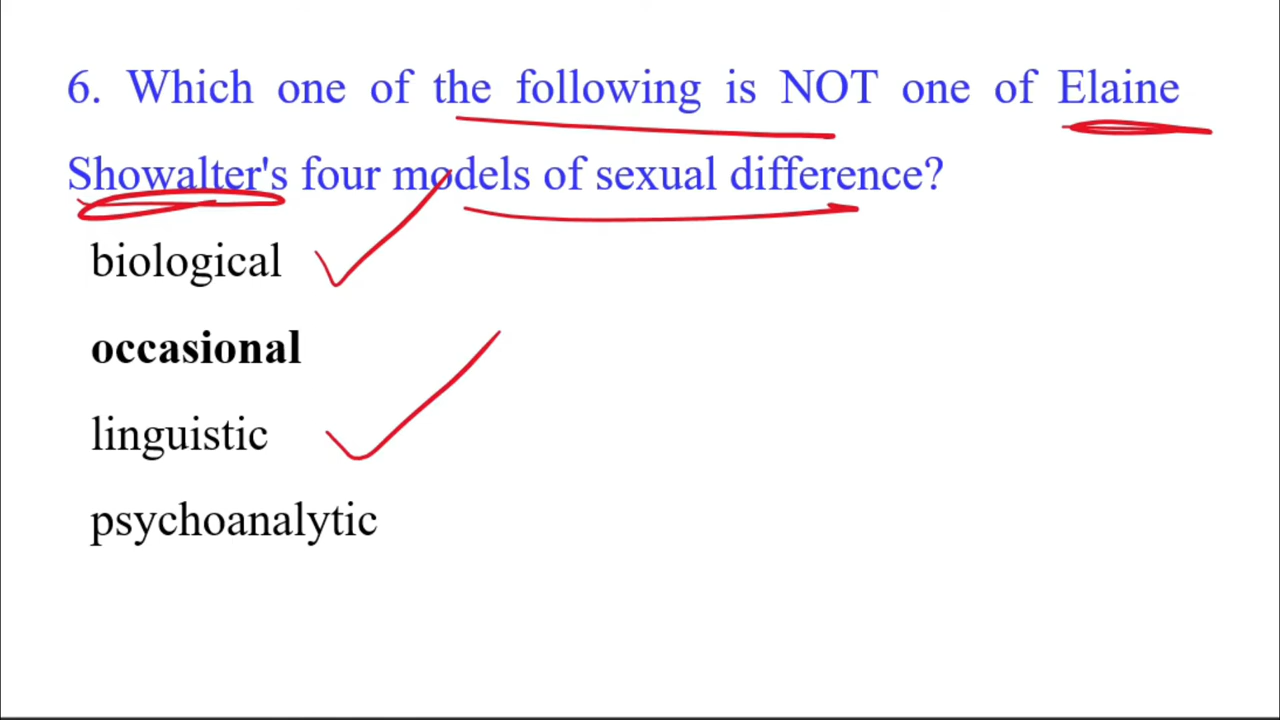 6. Which one of the following is NOT one of Elaine
Showalter's four models of sexual difference?
biological
occasional
linguistic
psychoanalytic